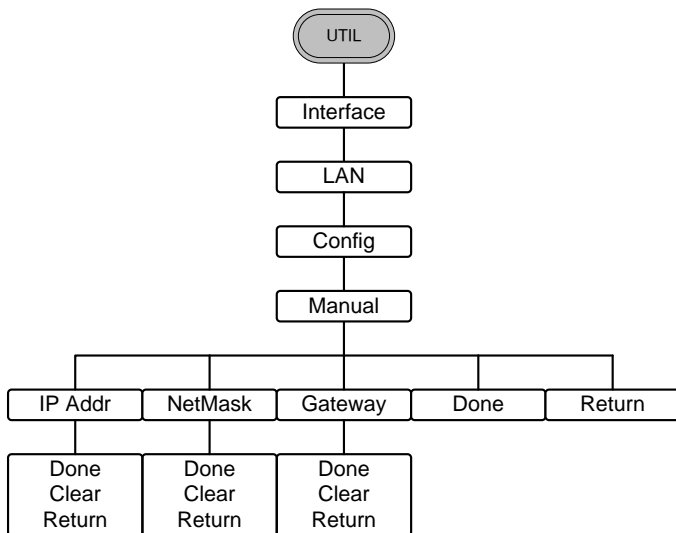 UTIL
Interface
LAN
Config
Manual
IP Addr
NetMask
Gateway
Done
Return
Done
Clear
Return
Done
Clear
Return
Done
Clear
Return